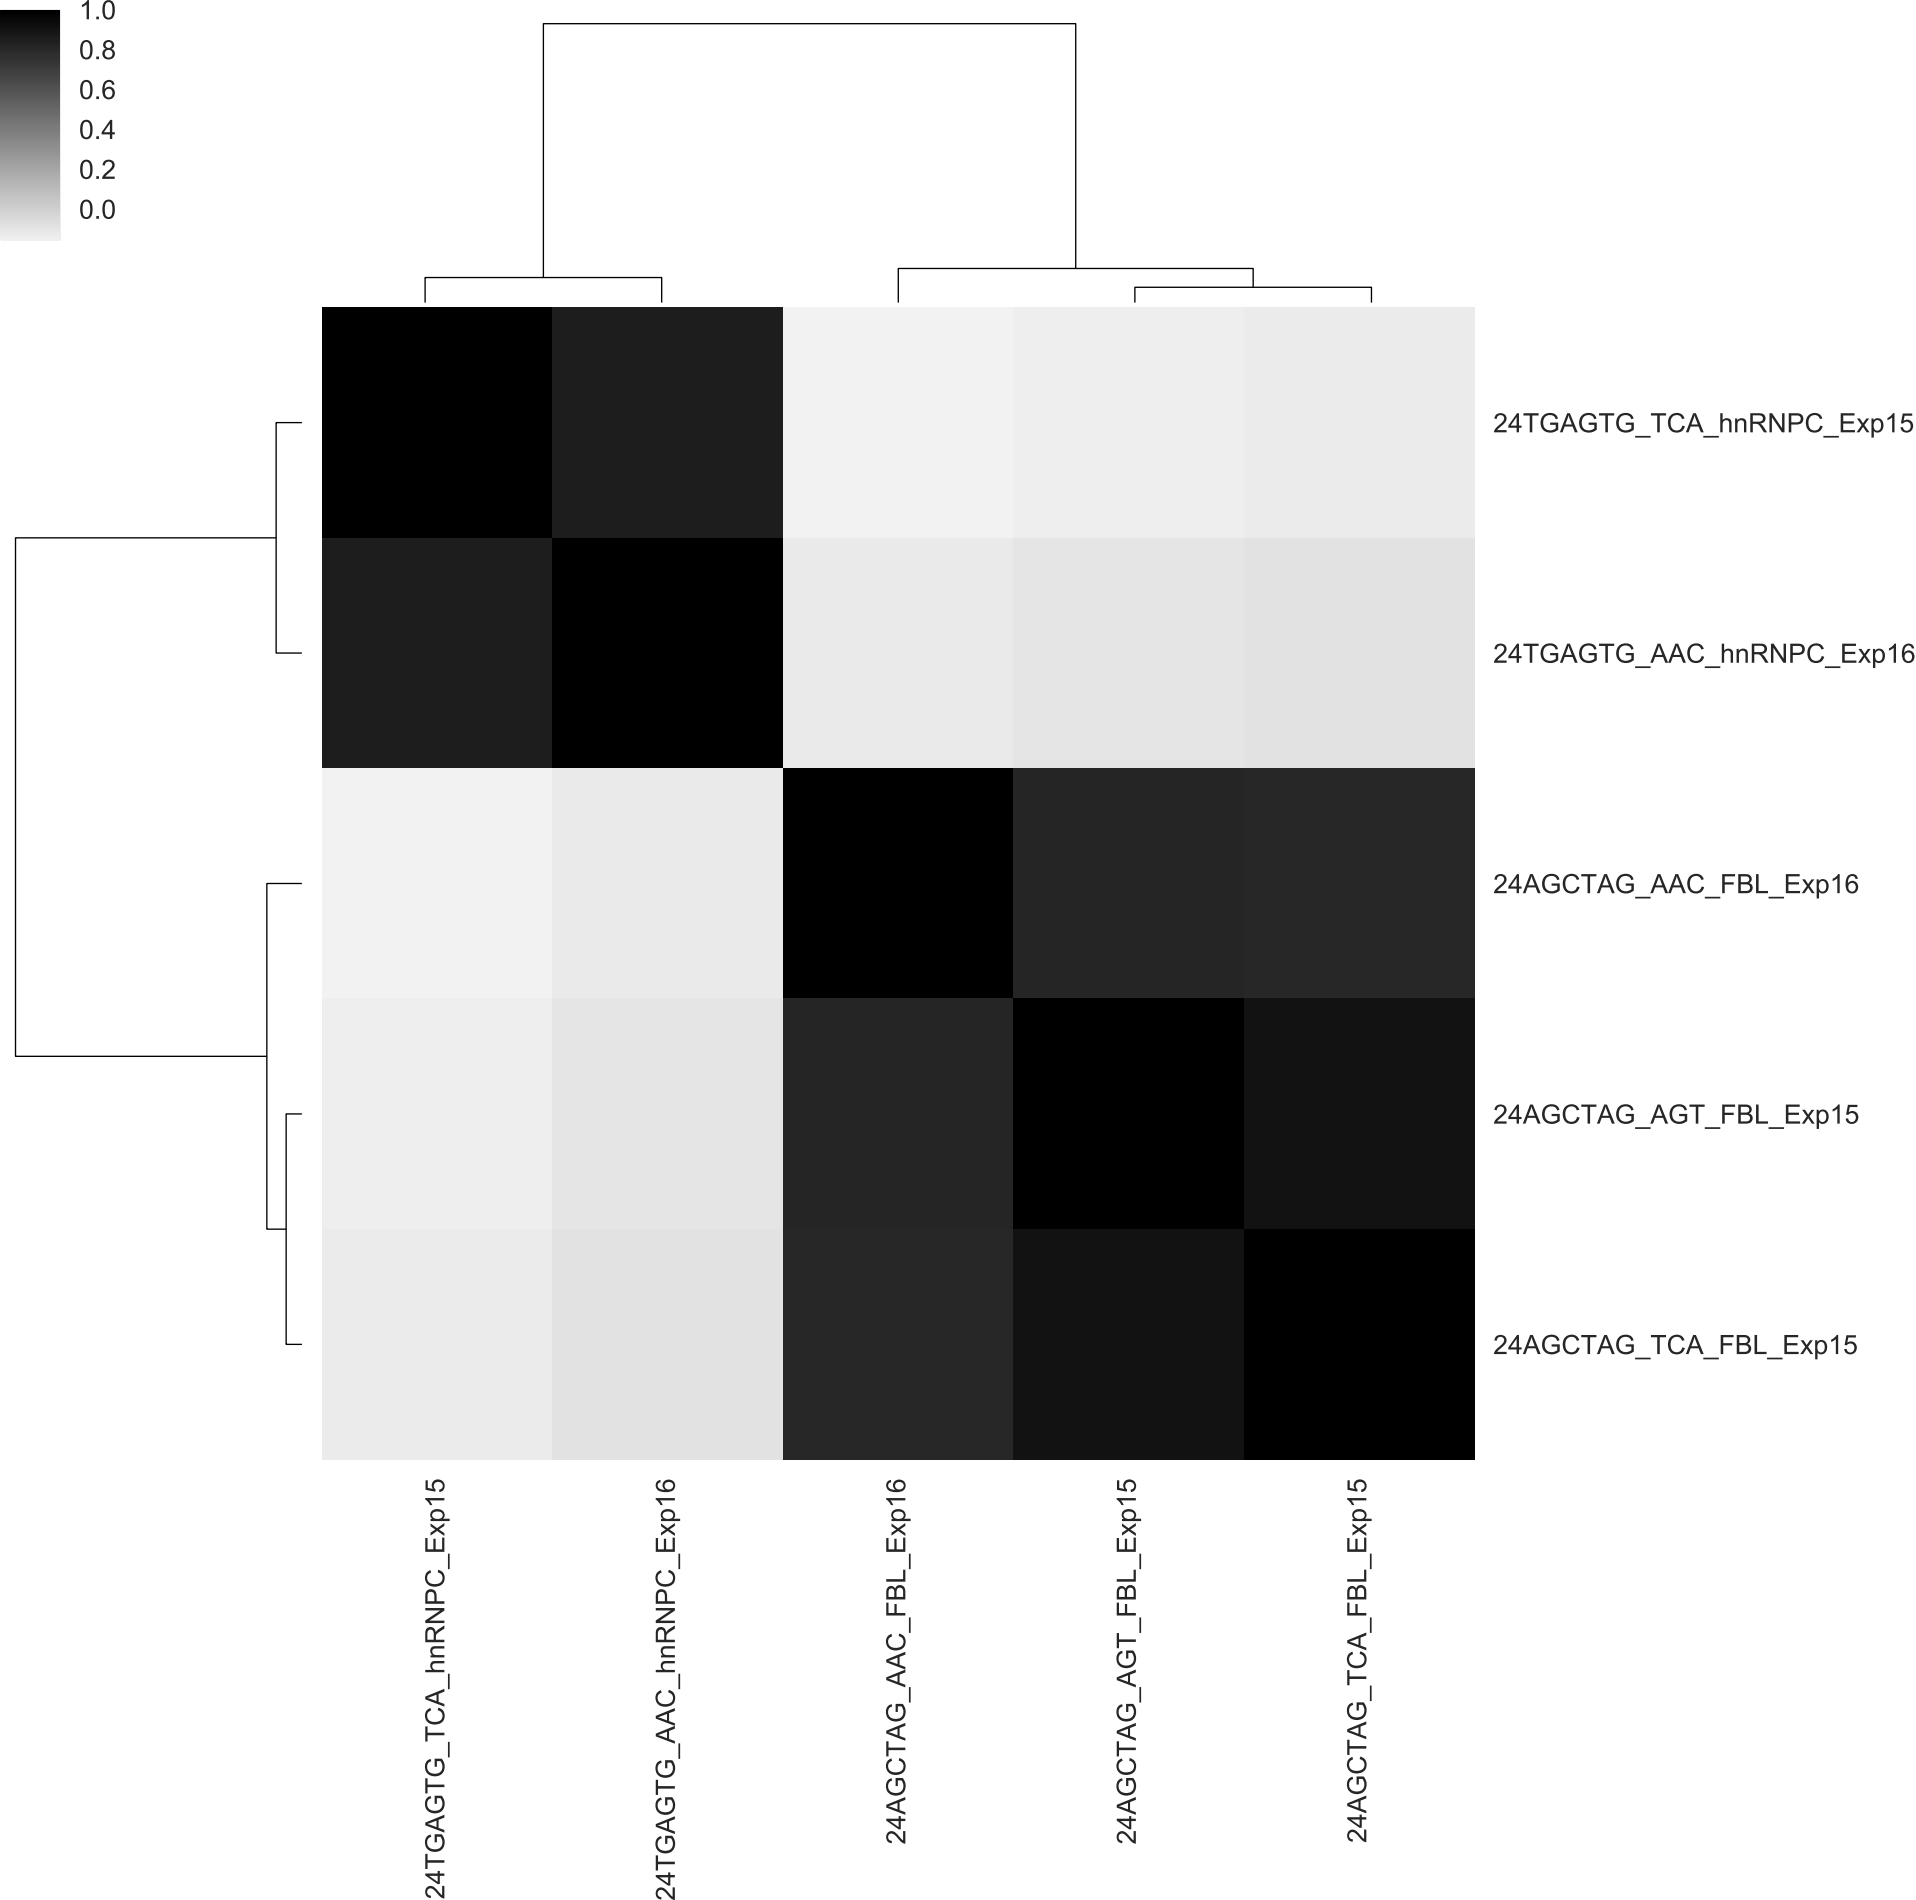 1.0
0.8
0.6
0.4
0.2
0.0
24TGAGTG_TCA_hnRNPC_Exp15
24TGAGTG_AAC_hnRNPC_Exp16
24AGCTAG_AAC_FBL_Exp16
24AGCTAG_AGT_FBL_Exp15
24AGCTAG_TCA_FBL_Exp15
24TGAGTG_TCA_hnRNPC_Exp15
24TGAGTG_AAC_hnRNPC_Exp16
24AGCTAG_AAC_FBL_Exp16
24AGCTAG_AGT_FBL_Exp15
24AGCTAG_TCA_FBL_Exp15